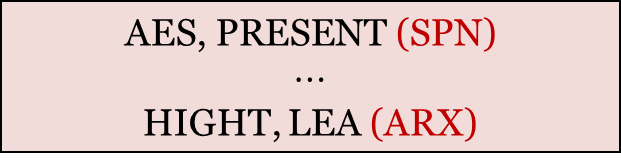 AES, PRESENT (SPN)
…
HIGHT, LEA (ARX)